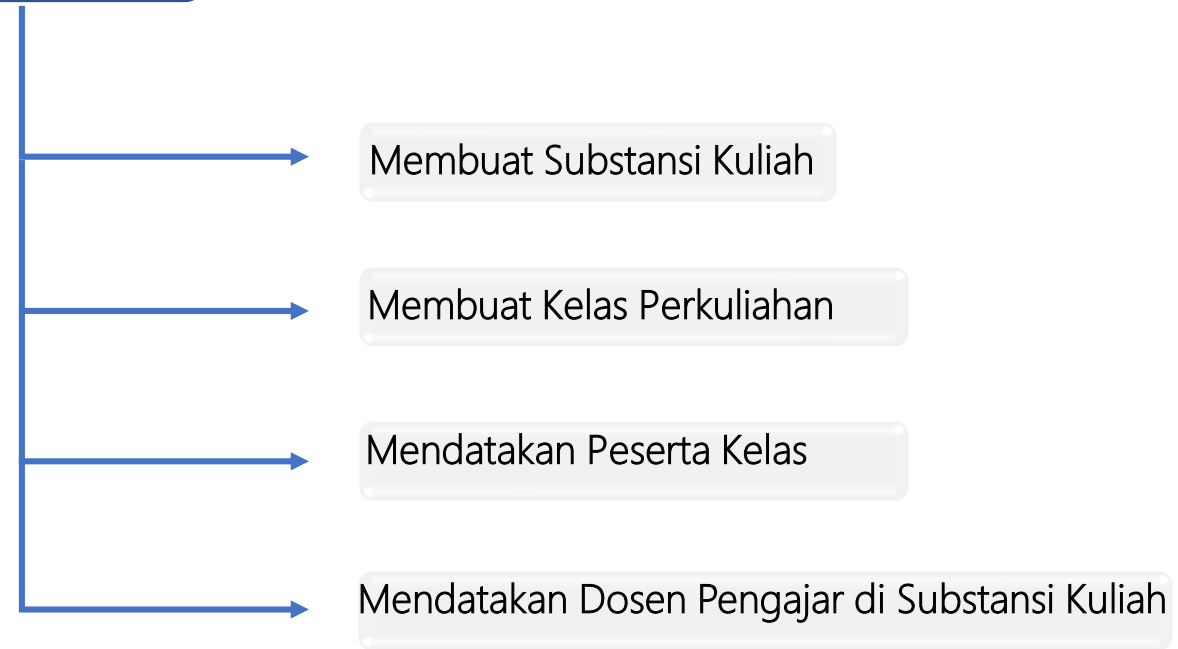 Membuat Substansi Kuliah
Membuat Kelas Perkuliahan
Mendatakan Peserta Kelas
Mendatakan Dosen Pengajar di Substansi Kuliah